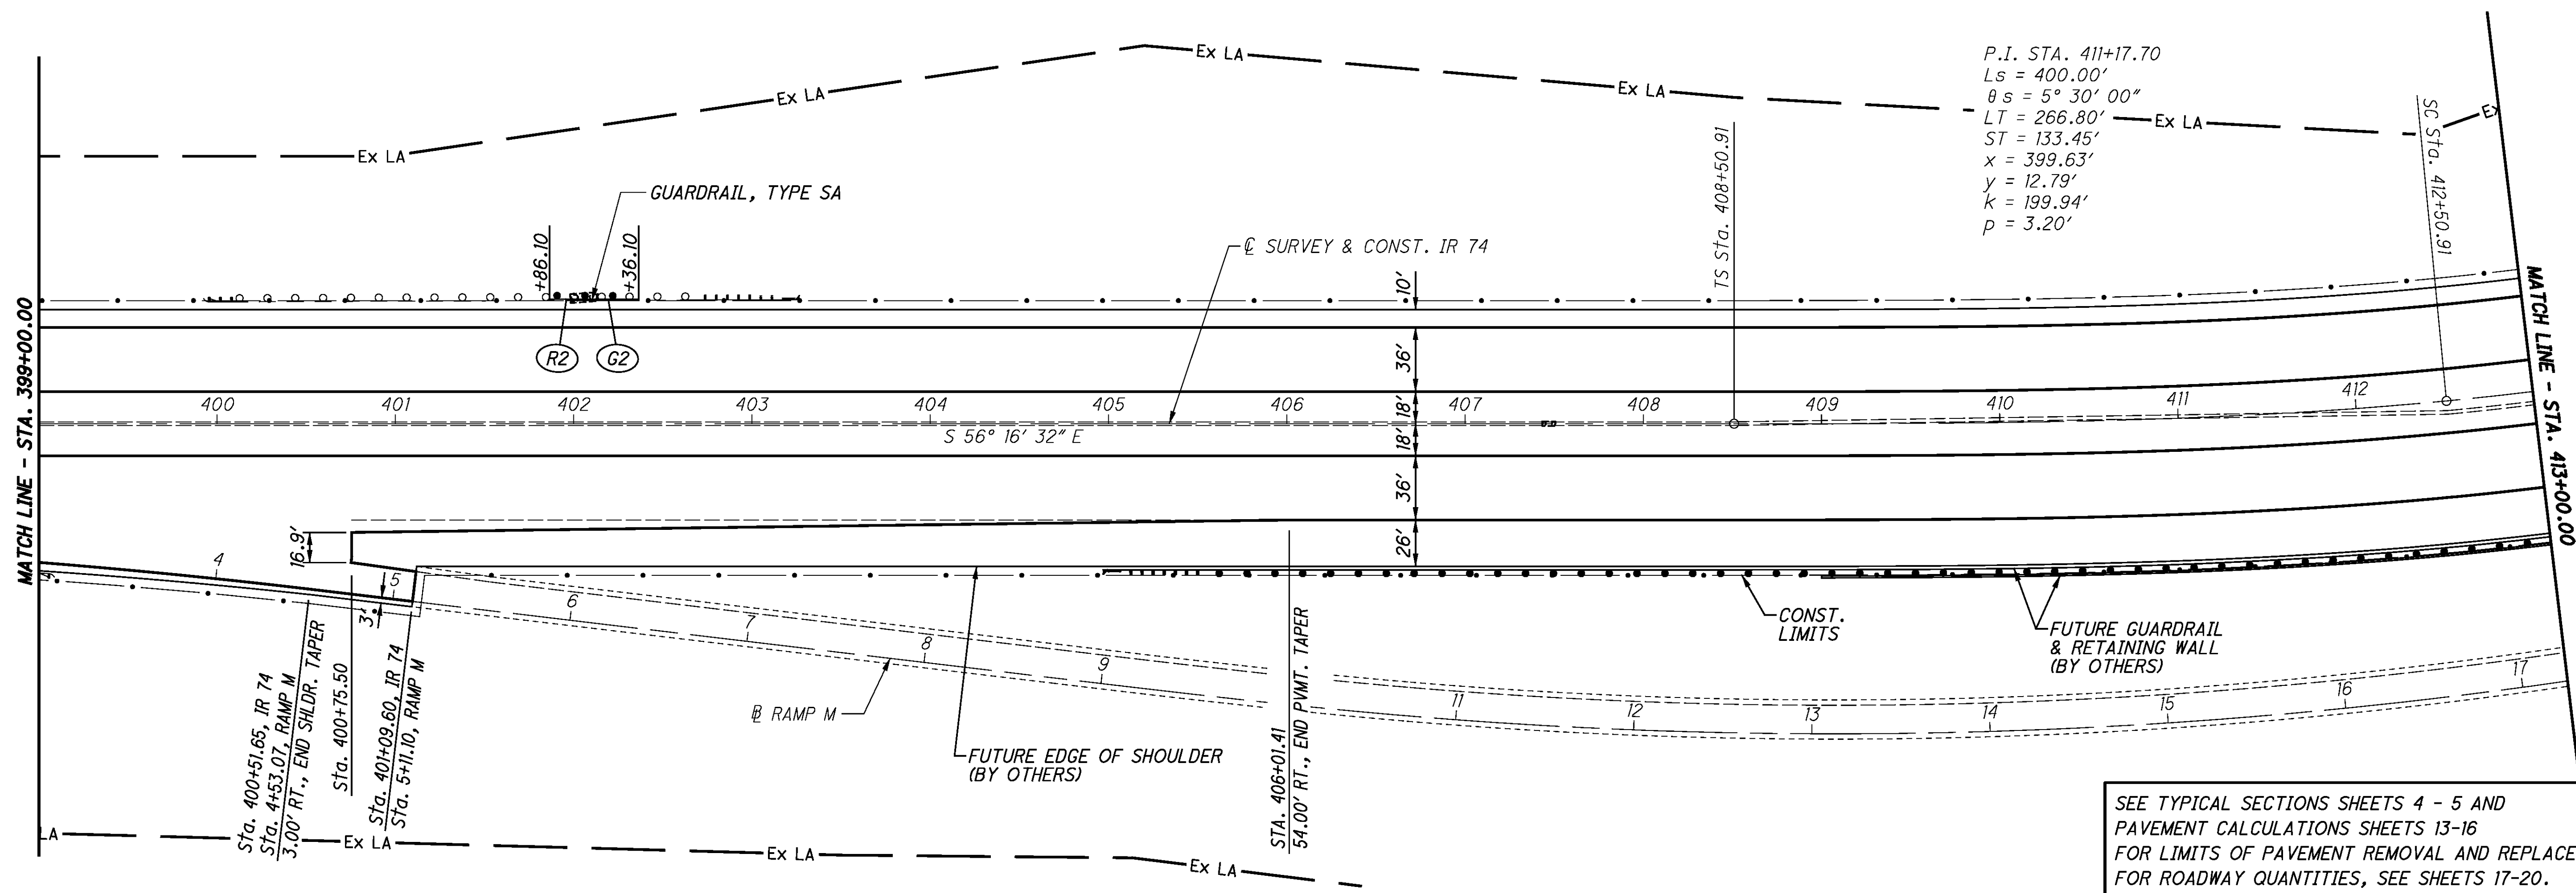 Ex LA
Ex LA
Ex LA
Ex LA
Ex LA
Ex
P.I. STA. 411+17.70
Ls = 400.00'
θs = 5° 30' 00"
LT = 266.80'
ST = 133.45'
x = 399.63'
y = 12.79'
k = 199.94'
p = 3.20'
SC Sta. 412+50.91
TS Sta. 408+50.91
GUARDRAIL, TYPE 5A
+86.10
+36.10
℄ SURVEY & CONST. IR 74
10'
R2
G2
36'
18'
18'
36'
26'
MATCH LINE - STA. 399+00.00
MATCH LINE - STA. 413+00.00
400
401
402
403
404
405
406
407
408
409
410
411
412
S 56° 16' 32" E
16.9'
3'
4
5
6
7
8
9
11
12
13
14
15
16
17
CONST.
LIMITS
FUTURE GUARDRAIL
& RETAINING WALL
(BY OTHERS)
FUTURE EDGE OF SHOULDER
(BY OTHERS)
B̲L RAMP M
Sta. 400+51.65, IR 74
Sta. 4+53.07, RAMP M
3.00' RT., END SHLDR. TAPER
Sta. 400+75.50
Sta. 401+09.60, IR 74
Sta. 5+11.10, RAMP M
STA. 406+01.41
54.00' RT., END PVMT. TAPER
LA
Ex LA
Ex LA
Ex LA
SEE TYPICAL SECTIONS SHEETS 4 - 5 AND
PAVEMENT CALCULATIONS SHEETS 13-16
FOR LIMITS OF PAVEMENT REMOVAL AND REPLACE
FOR ROADWAY QUANTITIES, SEE SHEETS 17-20.